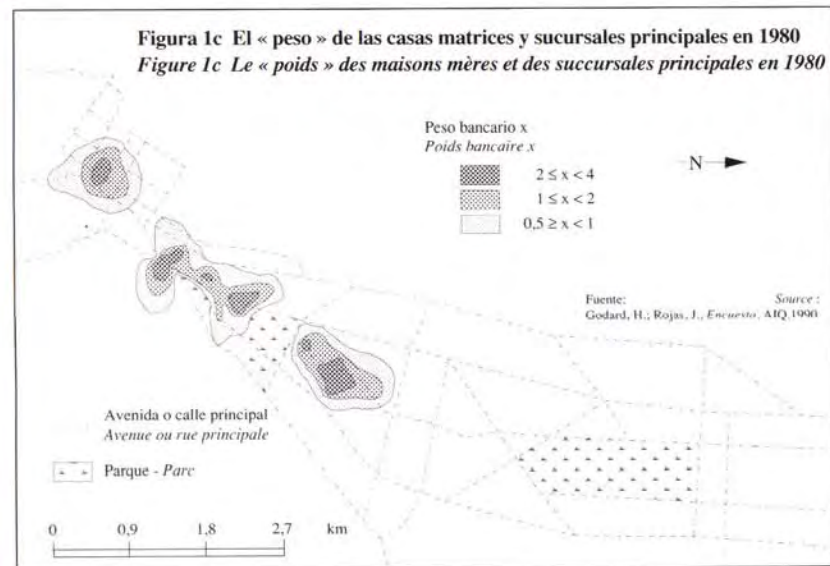 Figura 1c El « peso » de las casas matrices y sucursales principales en 1980
Figure 1c Le « poids » des maisons mères et des succursales principales en 1980
Peso bancario x
Poids bancaire x
2 ≤ x < 4
1 ≤ x < 2
0,5 ≥ x < 1
N
Fuente: Source :
Godard, H.; Rojas, J., Encuesta, AIQ,1990
Avenida o calle principal
Avenue ou rue principale
Parque - Parc
0 0,9 1,8 2,7 km